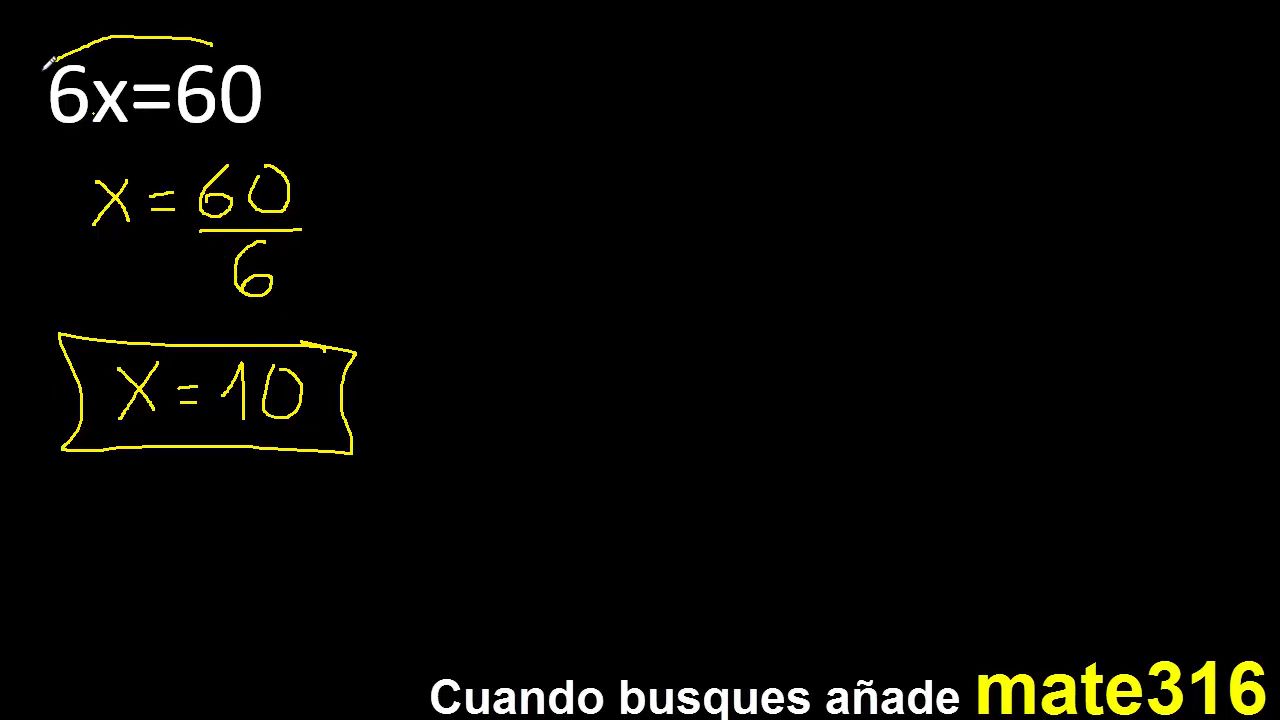 6x=60
x = 60
6
x = 10
Cuando busques añade mate316